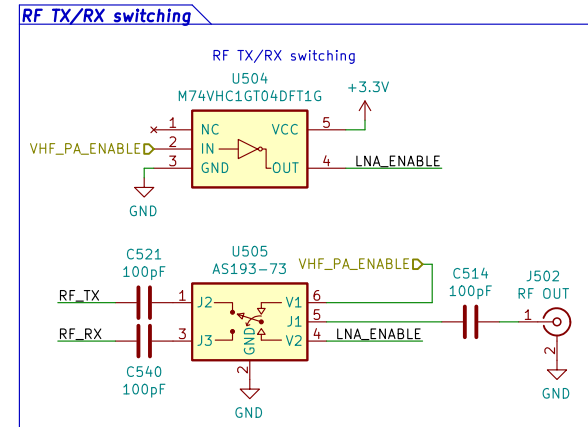 RF TX/RX switching
RF TX/RX switching
U504
M74VHC1GT04DFT1G
+3.3V
1 NC VCC 5
VHF_PA_ENABLE 2 IN
3 GND OUT 4 LNA_ENABLE
GND
C521
100pF
U505
AS193-73
VHF_PA_ENABLE
C514
100pF
J502
RF OUT
RF_TX 1 J2 V1 6
J1 5 1
RF_RX 3 J3 GND V2 4 LNA_ENABLE
2 2
C540
100pF
GND
GND